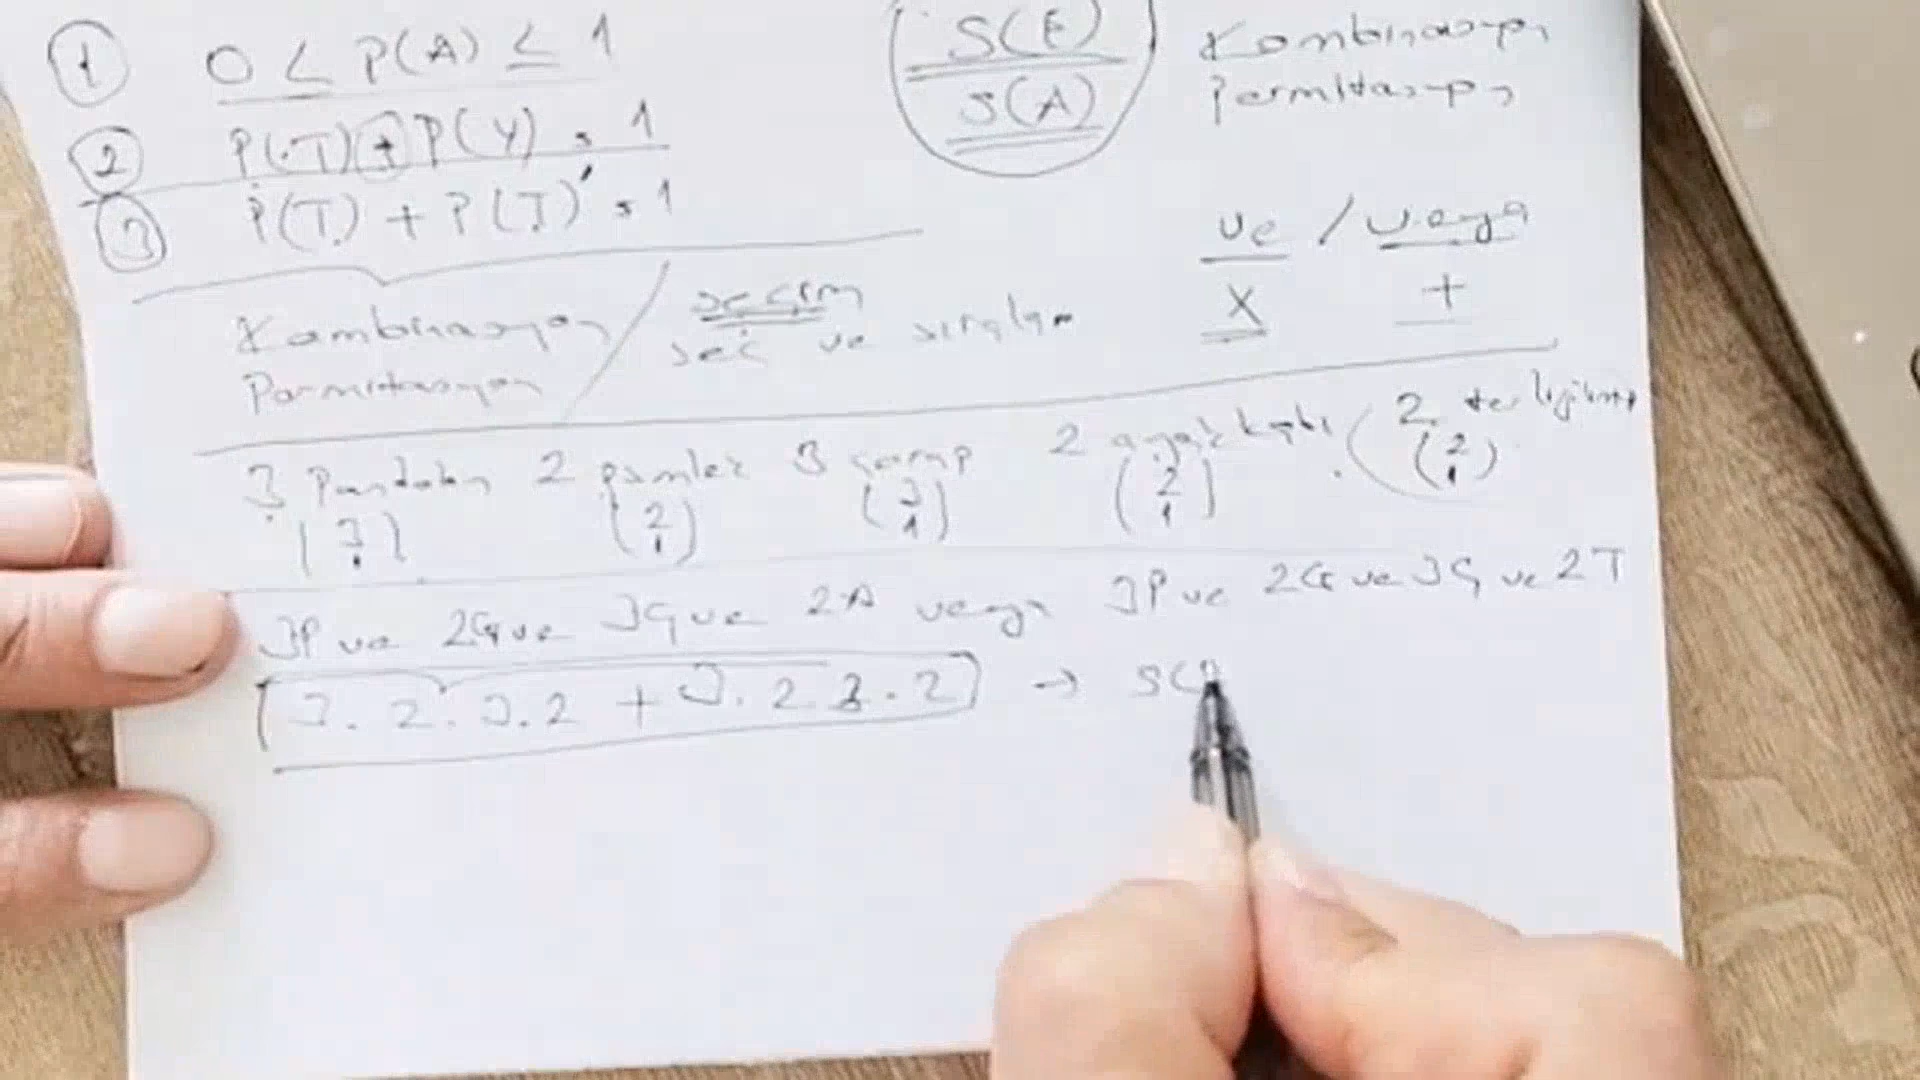 1 0 ≤ P(A) ≤ 1
2 P(T) + P(Y) = 1
3 P(T) + P(T)' = 1
S(E)
S(A)
Kombinasyon
Permütasyon
ve / veya
x +
Kombinasyon / seçim
Permütasyon seç ve sırala
3 Pantolon 2 gömlek 3 çorap 2 ayakkabı 2 terlik
(3 1) (2 1) (3 1) (2 1) (2 1)
3P ve 2G ve 3Ç ve 2A veya 3P ve 2G ve 3Ç ve 2T
3.2.3.2 + 3.2.3.2 → S(